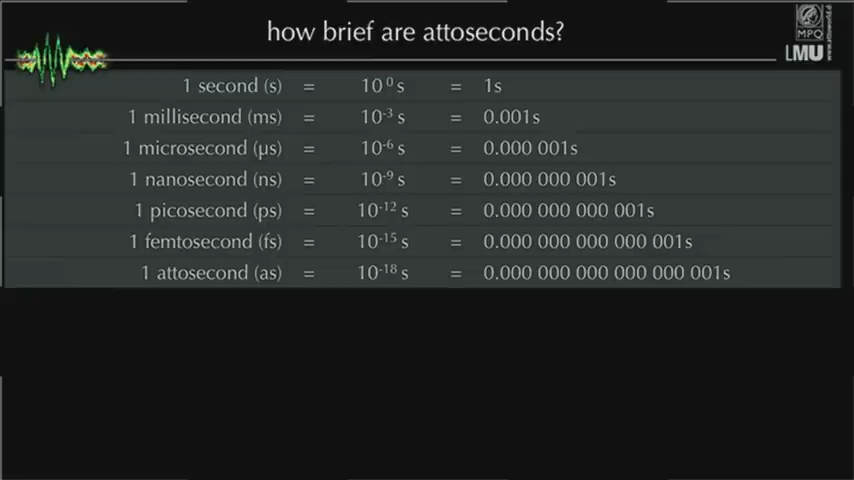 how brief are attoseconds?
MPQ
LMU
www.attoworld.d
1 second (s) = 10⁰ s = 1s
1 millisecond (ms) = 10⁻³ s = 0.001s
1 microsecond (µs) = 10⁻⁶ s = 0.000 001s
1 nanosecond (ns) = 10⁻⁹ s = 0.000 000 001s
1 picosecond (ps) = 10⁻¹² s = 0.000 000 000 001s
1 femtosecond (fs) = 10⁻¹⁵ s = 0.000 000 000 000 001s
1 attosecond (as) = 10⁻¹⁸ s = 0.000 000 000 000 000 001s